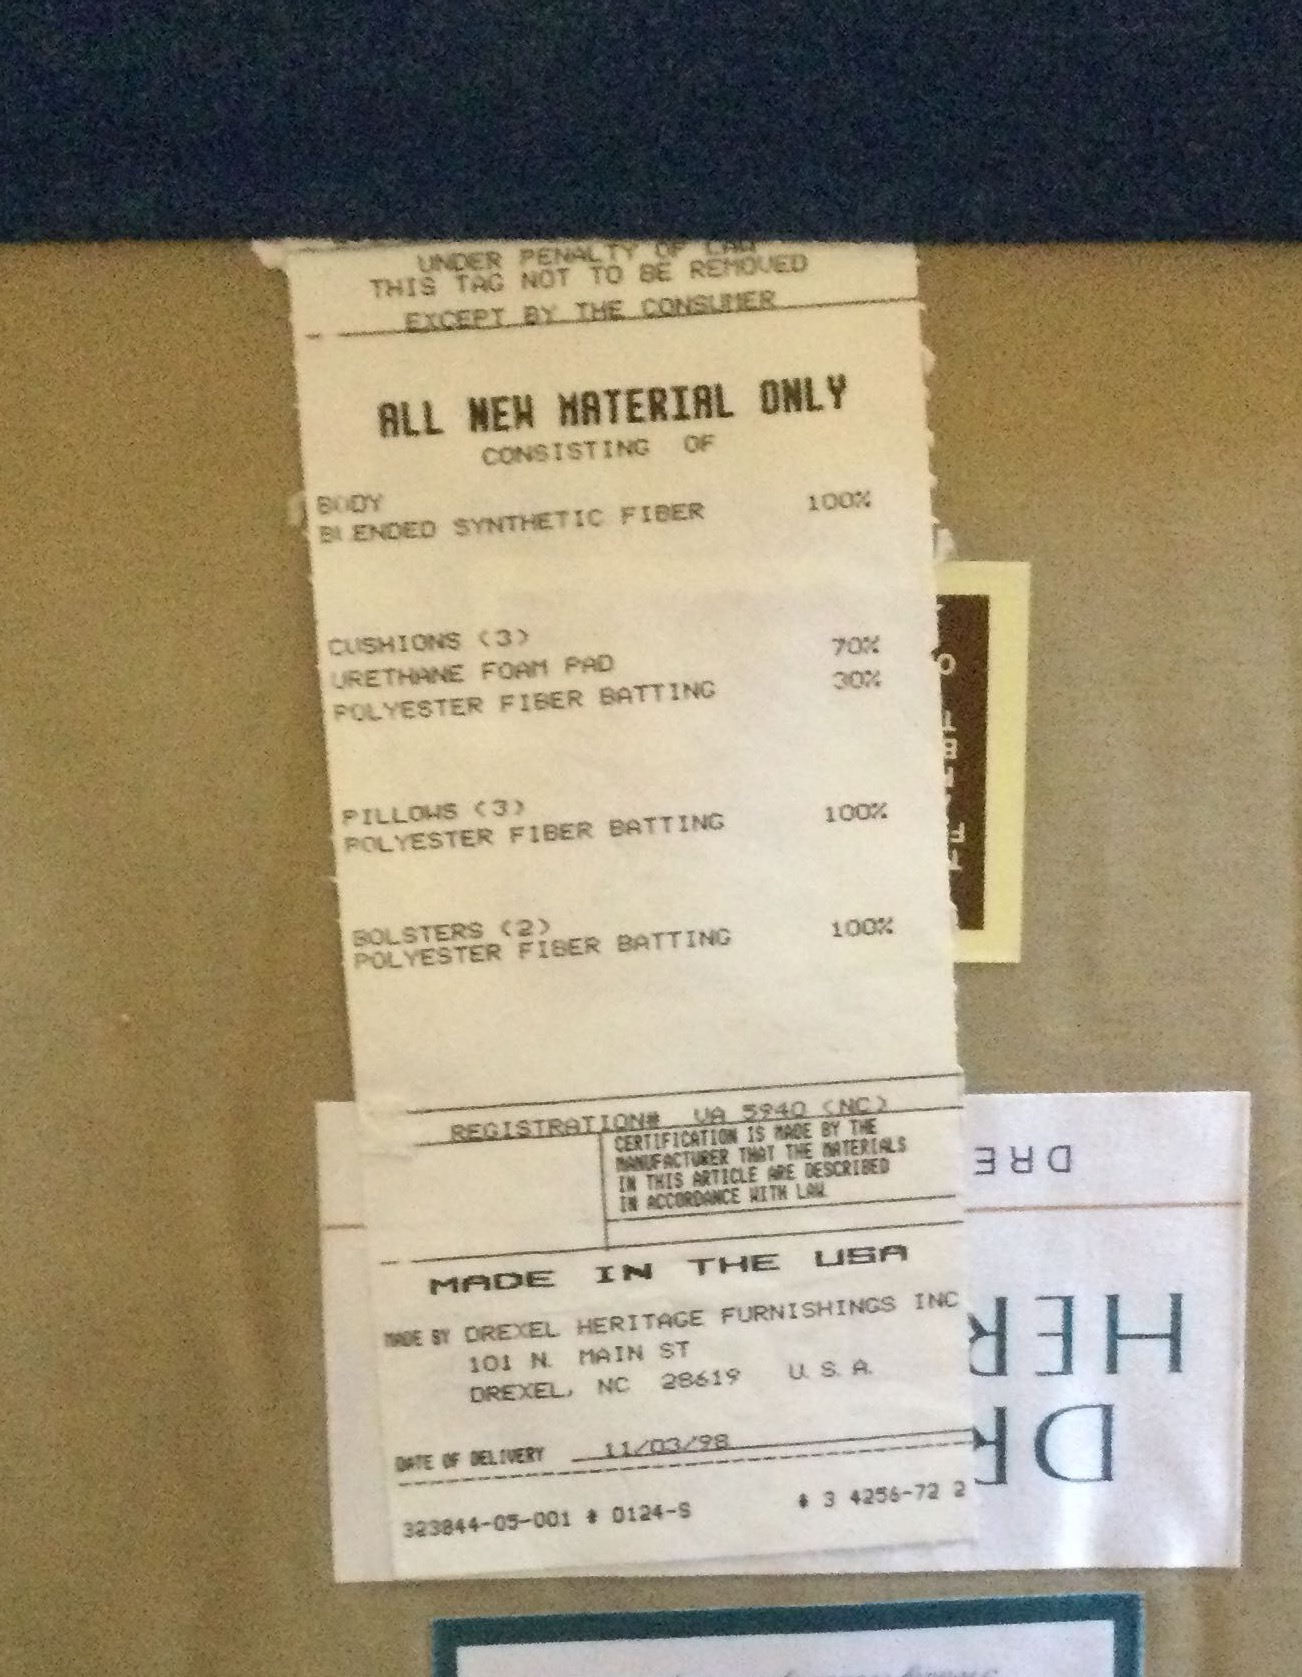 UNDER PENALTY OF LAW
THIS TAG NOT TO BE REMOVED
EXCEPT BY THE CONSUMER
ALL NEW MATERIAL ONLY
CONSISTING OF
BODY
BLENDED SYNTHETIC FIBER 100%
CUSHIONS (3)
URETHANE FOAM PAD 70%
POLYESTER FIBER BATTING 30%
PILLOWS (3)
POLYESTER FIBER BATTING 100%
BOLSTERS (2)
POLYESTER FIBER BATTING 100%
REGISTRATION# VA 5940 (NC)
CERTIFICATION IS MADE BY THE
MANUFACTURER THAT THE MATERIALS
IN THIS ARTICLE ARE DESCRIBED
IN ACCORDANCE WITH LAW.
MADE IN THE USA
MADE BY DREXEL HERITAGE FURNISHINGS INC
101 N. MAIN ST
DREXEL, NC 28619 U.S.A.
DATE OF DELIVERY 11/03/98
323844-05-001 # 0124-S # 3 4256-72 2
DRE
HER
DR